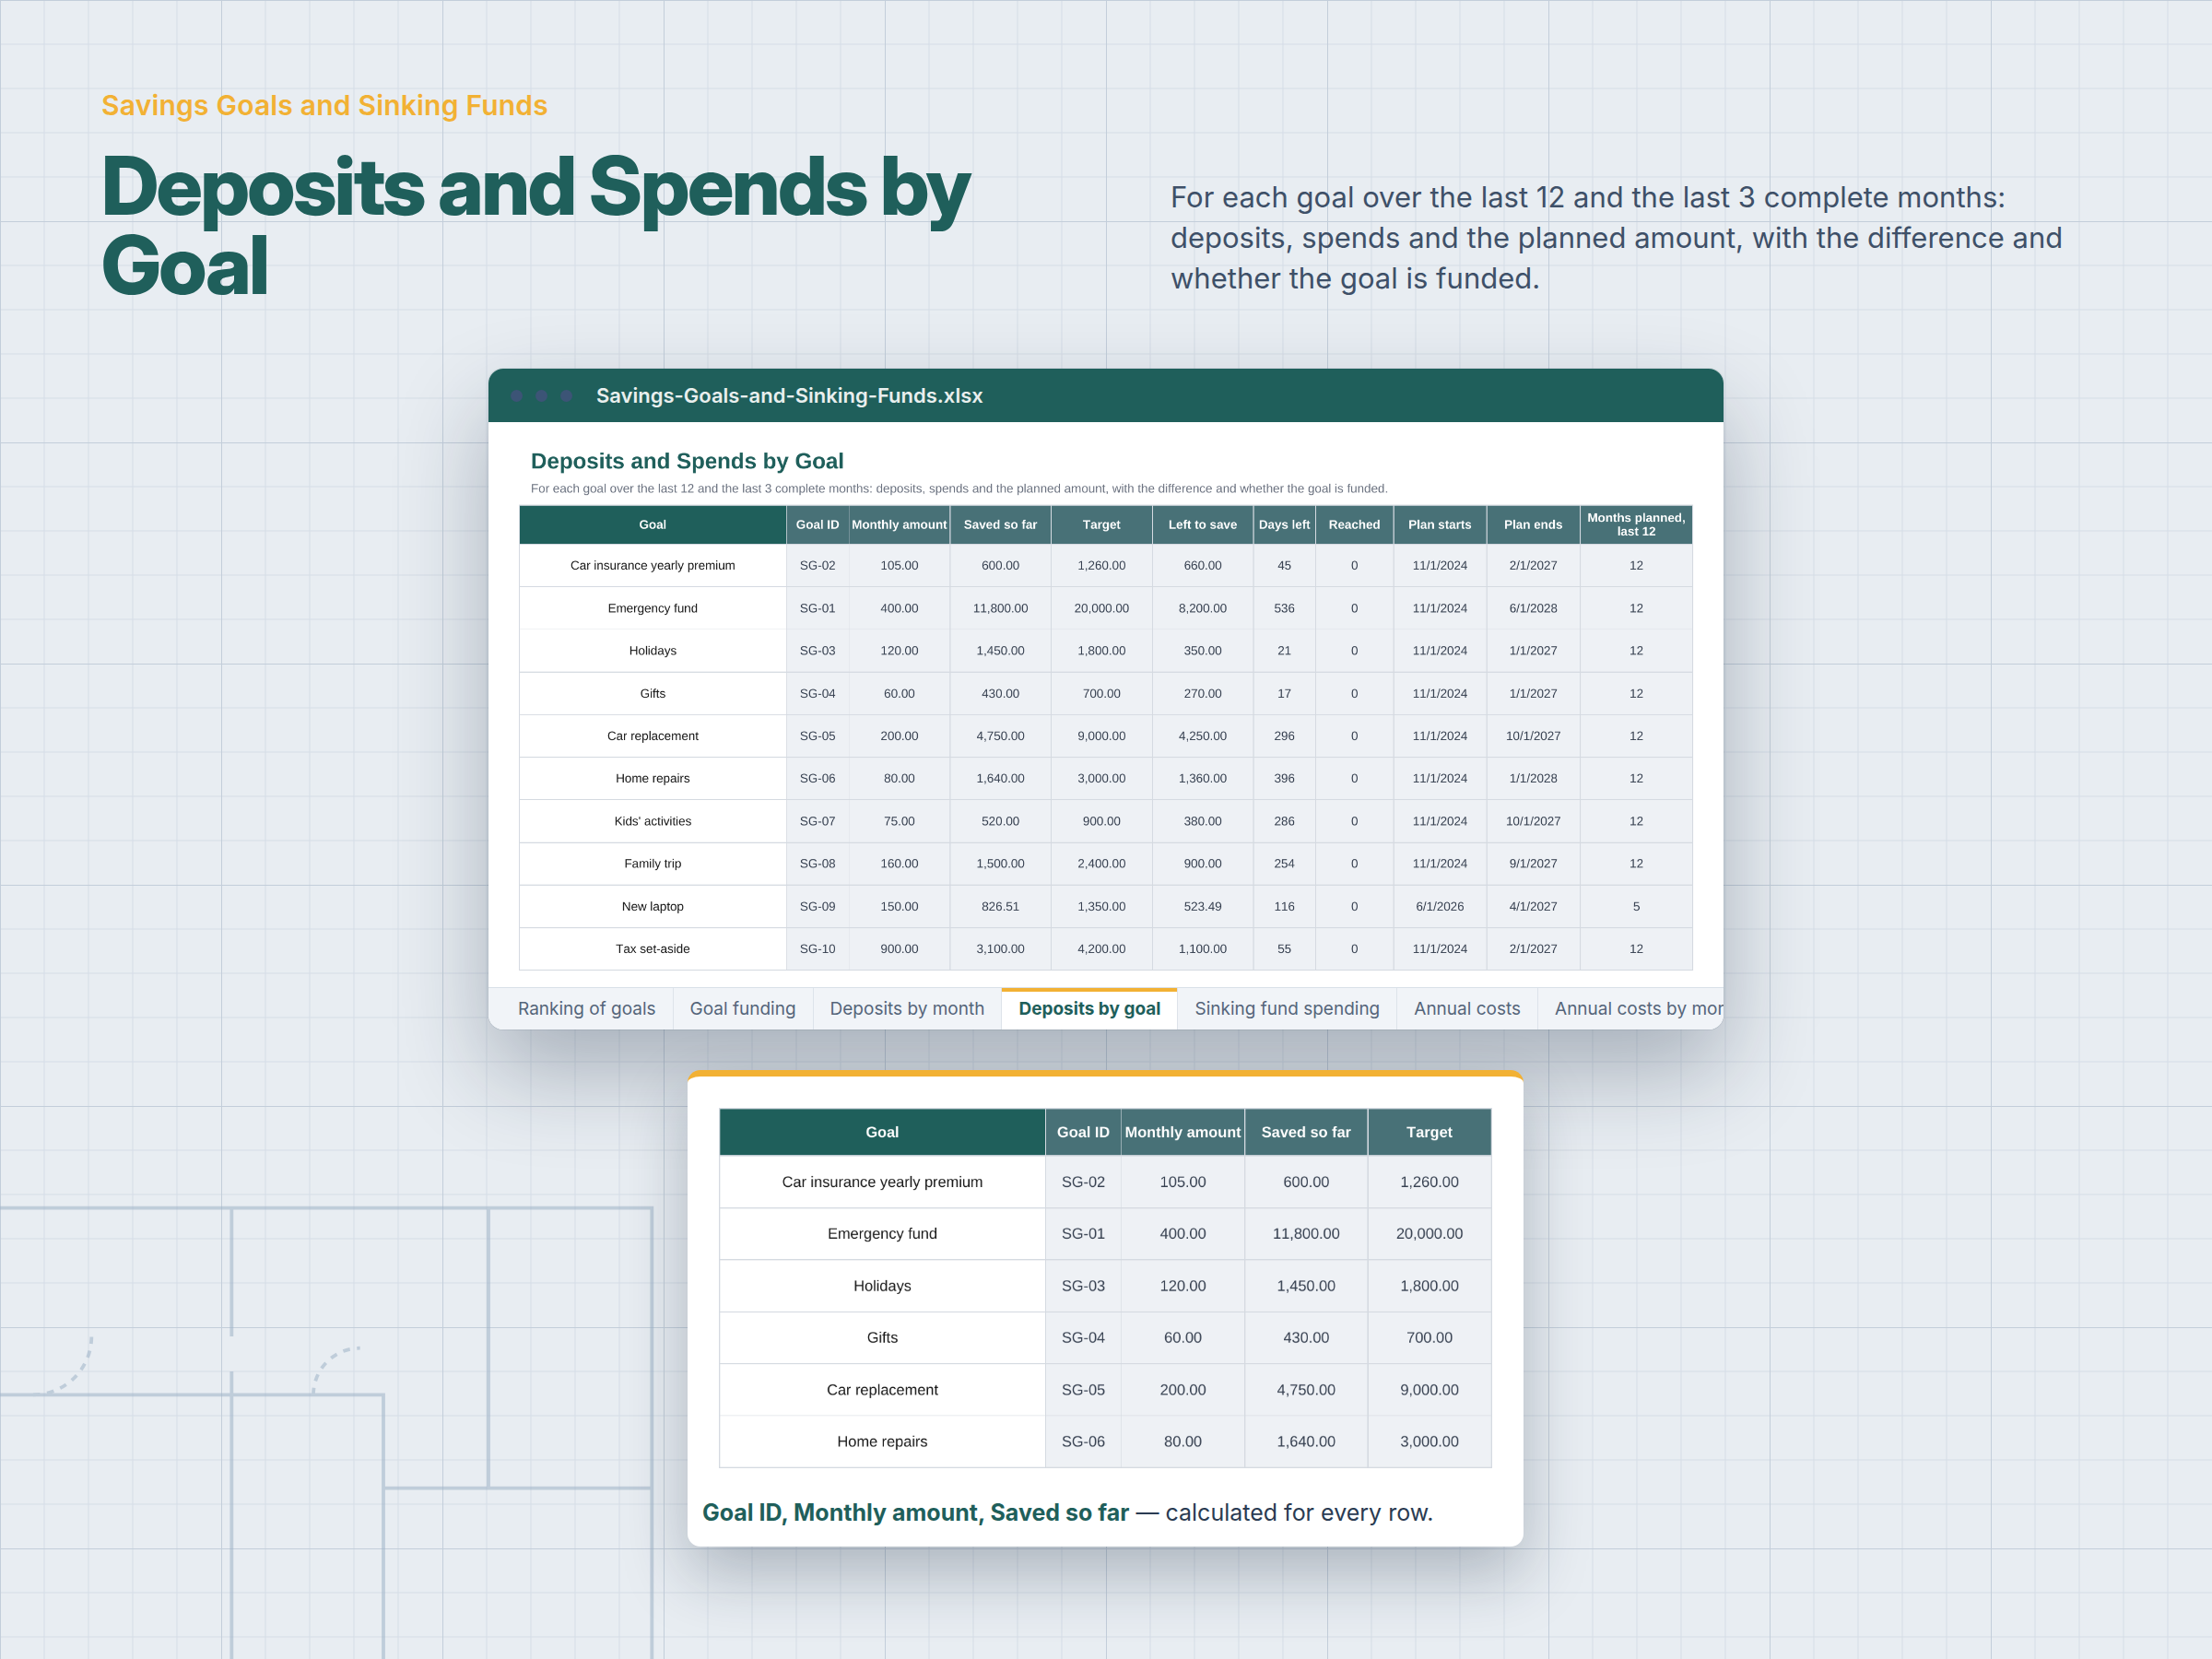 Savings Goals and Sinking Funds
Deposits and Spends by
Goal
For each goal over the last 12 and the last 3 complete months:
deposits, spends and the planned amount, with the difference and
whether the goal is funded.
Savings-Goals-and-Sinking-Funds.xlsx
Deposits and Spends by Goal
For each goal over the last 12 and the last 3 complete months: deposits, spends and the planned amount, with the difference and whether the goal is funded.
Goal Goal ID Monthly amount Saved so far Target Left to save Days left Reached Plan starts Plan ends Months planned, last 12
Car insurance yearly premium SG-02 105.00 600.00 1,260.00 660.00 45 0 11/1/2024 2/1/2027 12
Emergency fund SG-01 400.00 11,800.00 20,000.00 8,200.00 536 0 11/1/2024 6/1/2028 12
Holidays SG-03 120.00 1,450.00 1,800.00 350.00 21 0 11/1/2024 1/1/2027 12
Gifts SG-04 60.00 430.00 700.00 270.00 17 0 11/1/2024 1/1/2027 12
Car replacement SG-05 200.00 4,750.00 9,000.00 4,250.00 296 0 11/1/2024 10/1/2027 12
Home repairs SG-06 80.00 1,640.00 3,000.00 1,360.00 396 0 11/1/2024 1/1/2028 12
Kids' activities SG-07 75.00 520.00 900.00 380.00 286 0 11/1/2024 10/1/2027 12
Family trip SG-08 160.00 1,500.00 2,400.00 900.00 254 0 11/1/2024 9/1/2027 12
New laptop SG-09 150.00 826.51 1,350.00 523.49 116 0 6/1/2026 4/1/2027 5
Tax set-aside SG-10 900.00 3,100.00 4,200.00 1,100.00 55 0 11/1/2024 2/1/2027 12
Ranking of goals Goal funding Deposits by month Deposits by goal Sinking fund spending Annual costs Annual costs by mor
Goal Goal ID Monthly amount Saved so far Target
Car insurance yearly premium SG-02 105.00 600.00 1,260.00
Emergency fund SG-01 400.00 11,800.00 20,000.00
Holidays SG-03 120.00 1,450.00 1,800.00
Gifts SG-04 60.00 430.00 700.00
Car replacement SG-05 200.00 4,750.00 9,000.00
Home repairs SG-06 80.00 1,640.00 3,000.00
Goal ID, Monthly amount, Saved so far — calculated for every row.